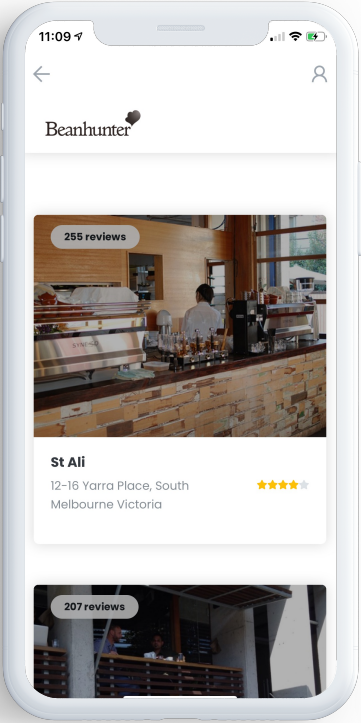 11:09
Beanhunter
255 reviews
St Ali
12-16 Yarra Place, South
Melbourne Victoria
207 reviews